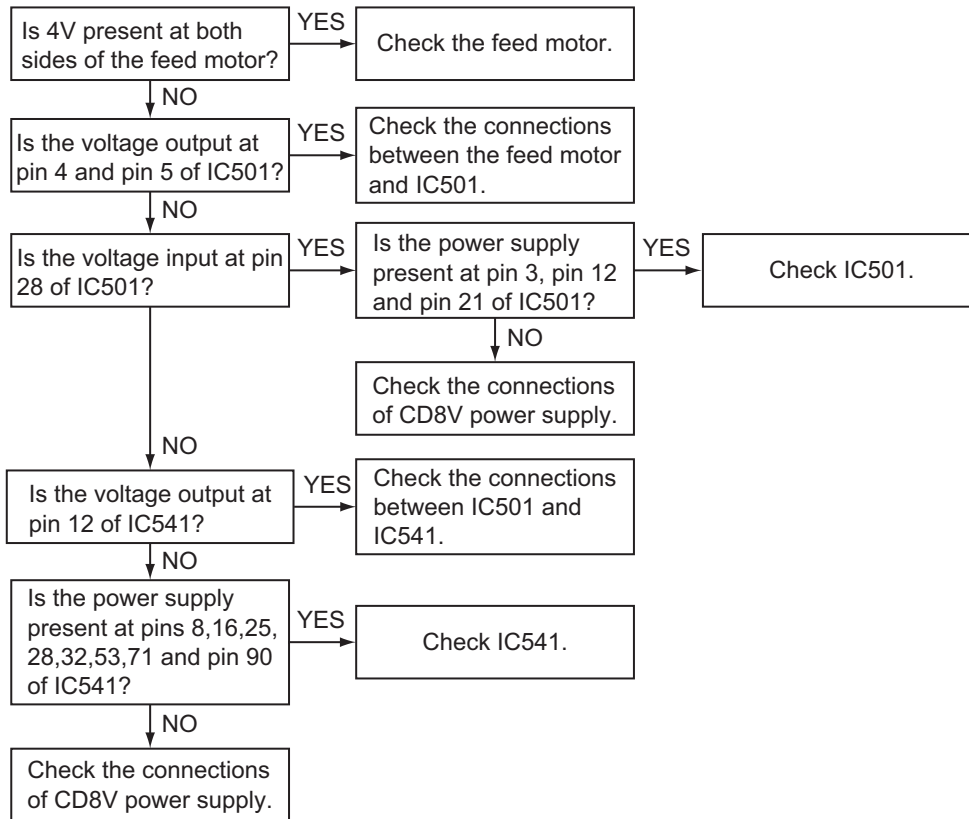 Is 4V present at both
sides of the feed motor?
YES
Check the feed motor.
NO
Is the voltage output at
pin 4 and pin 5 of IC501?
YES
Check the connections
between the feed motor
and IC501.
NO
Is the voltage input at pin
28 of IC501?
YES
Is the power supply
present at pin 3, pin 12
and pin 21 of IC501?
YES
Check IC501.
NO
Check the connections
of CD8V power supply.
NO
Is the voltage output at
pin 12 of IC541?
YES
Check the connections
between IC501 and
IC541.
NO
Is the power supply
present at pins 8,16,25,
28,32,53,71 and pin 90
of IC541?
YES
Check IC541.
NO
Check the connections
of CD8V power supply.